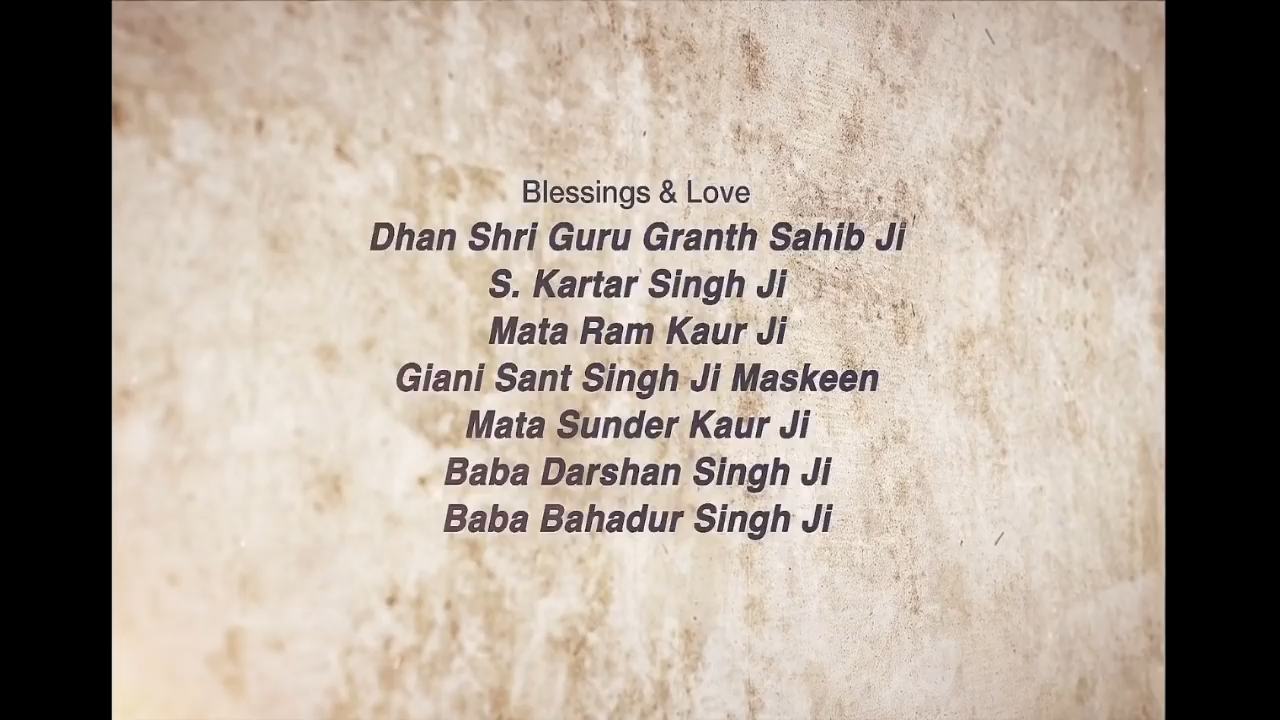 Blessings & Love
Dhan Shri Guru Granth Sahib Ji
S. Kartar Singh Ji
Mata Ram Kaur Ji
Giani Sant Singh Ji Maskeen
Mata Sunder Kaur Ji
Baba Darshan Singh Ji
Baba Bahadur Singh Ji